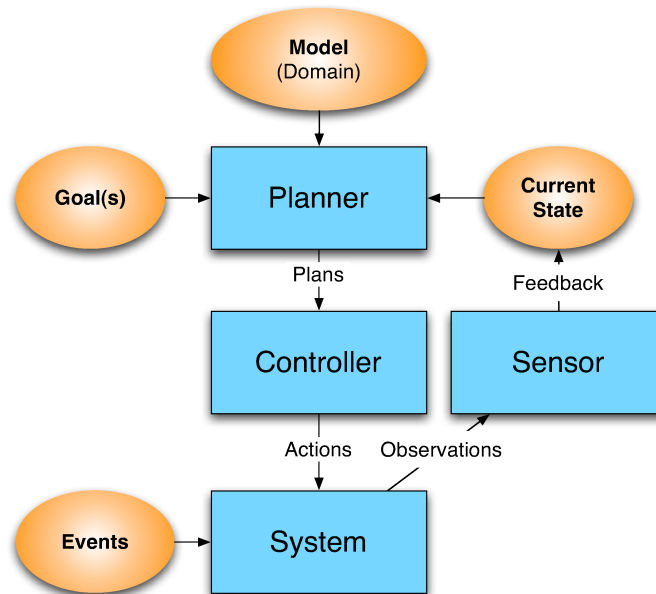 Model
(Domain)
Goal(s)
Planner
Current
State
Plans
Feedback
Controller
Sensor
Actions
Observations
Events
System